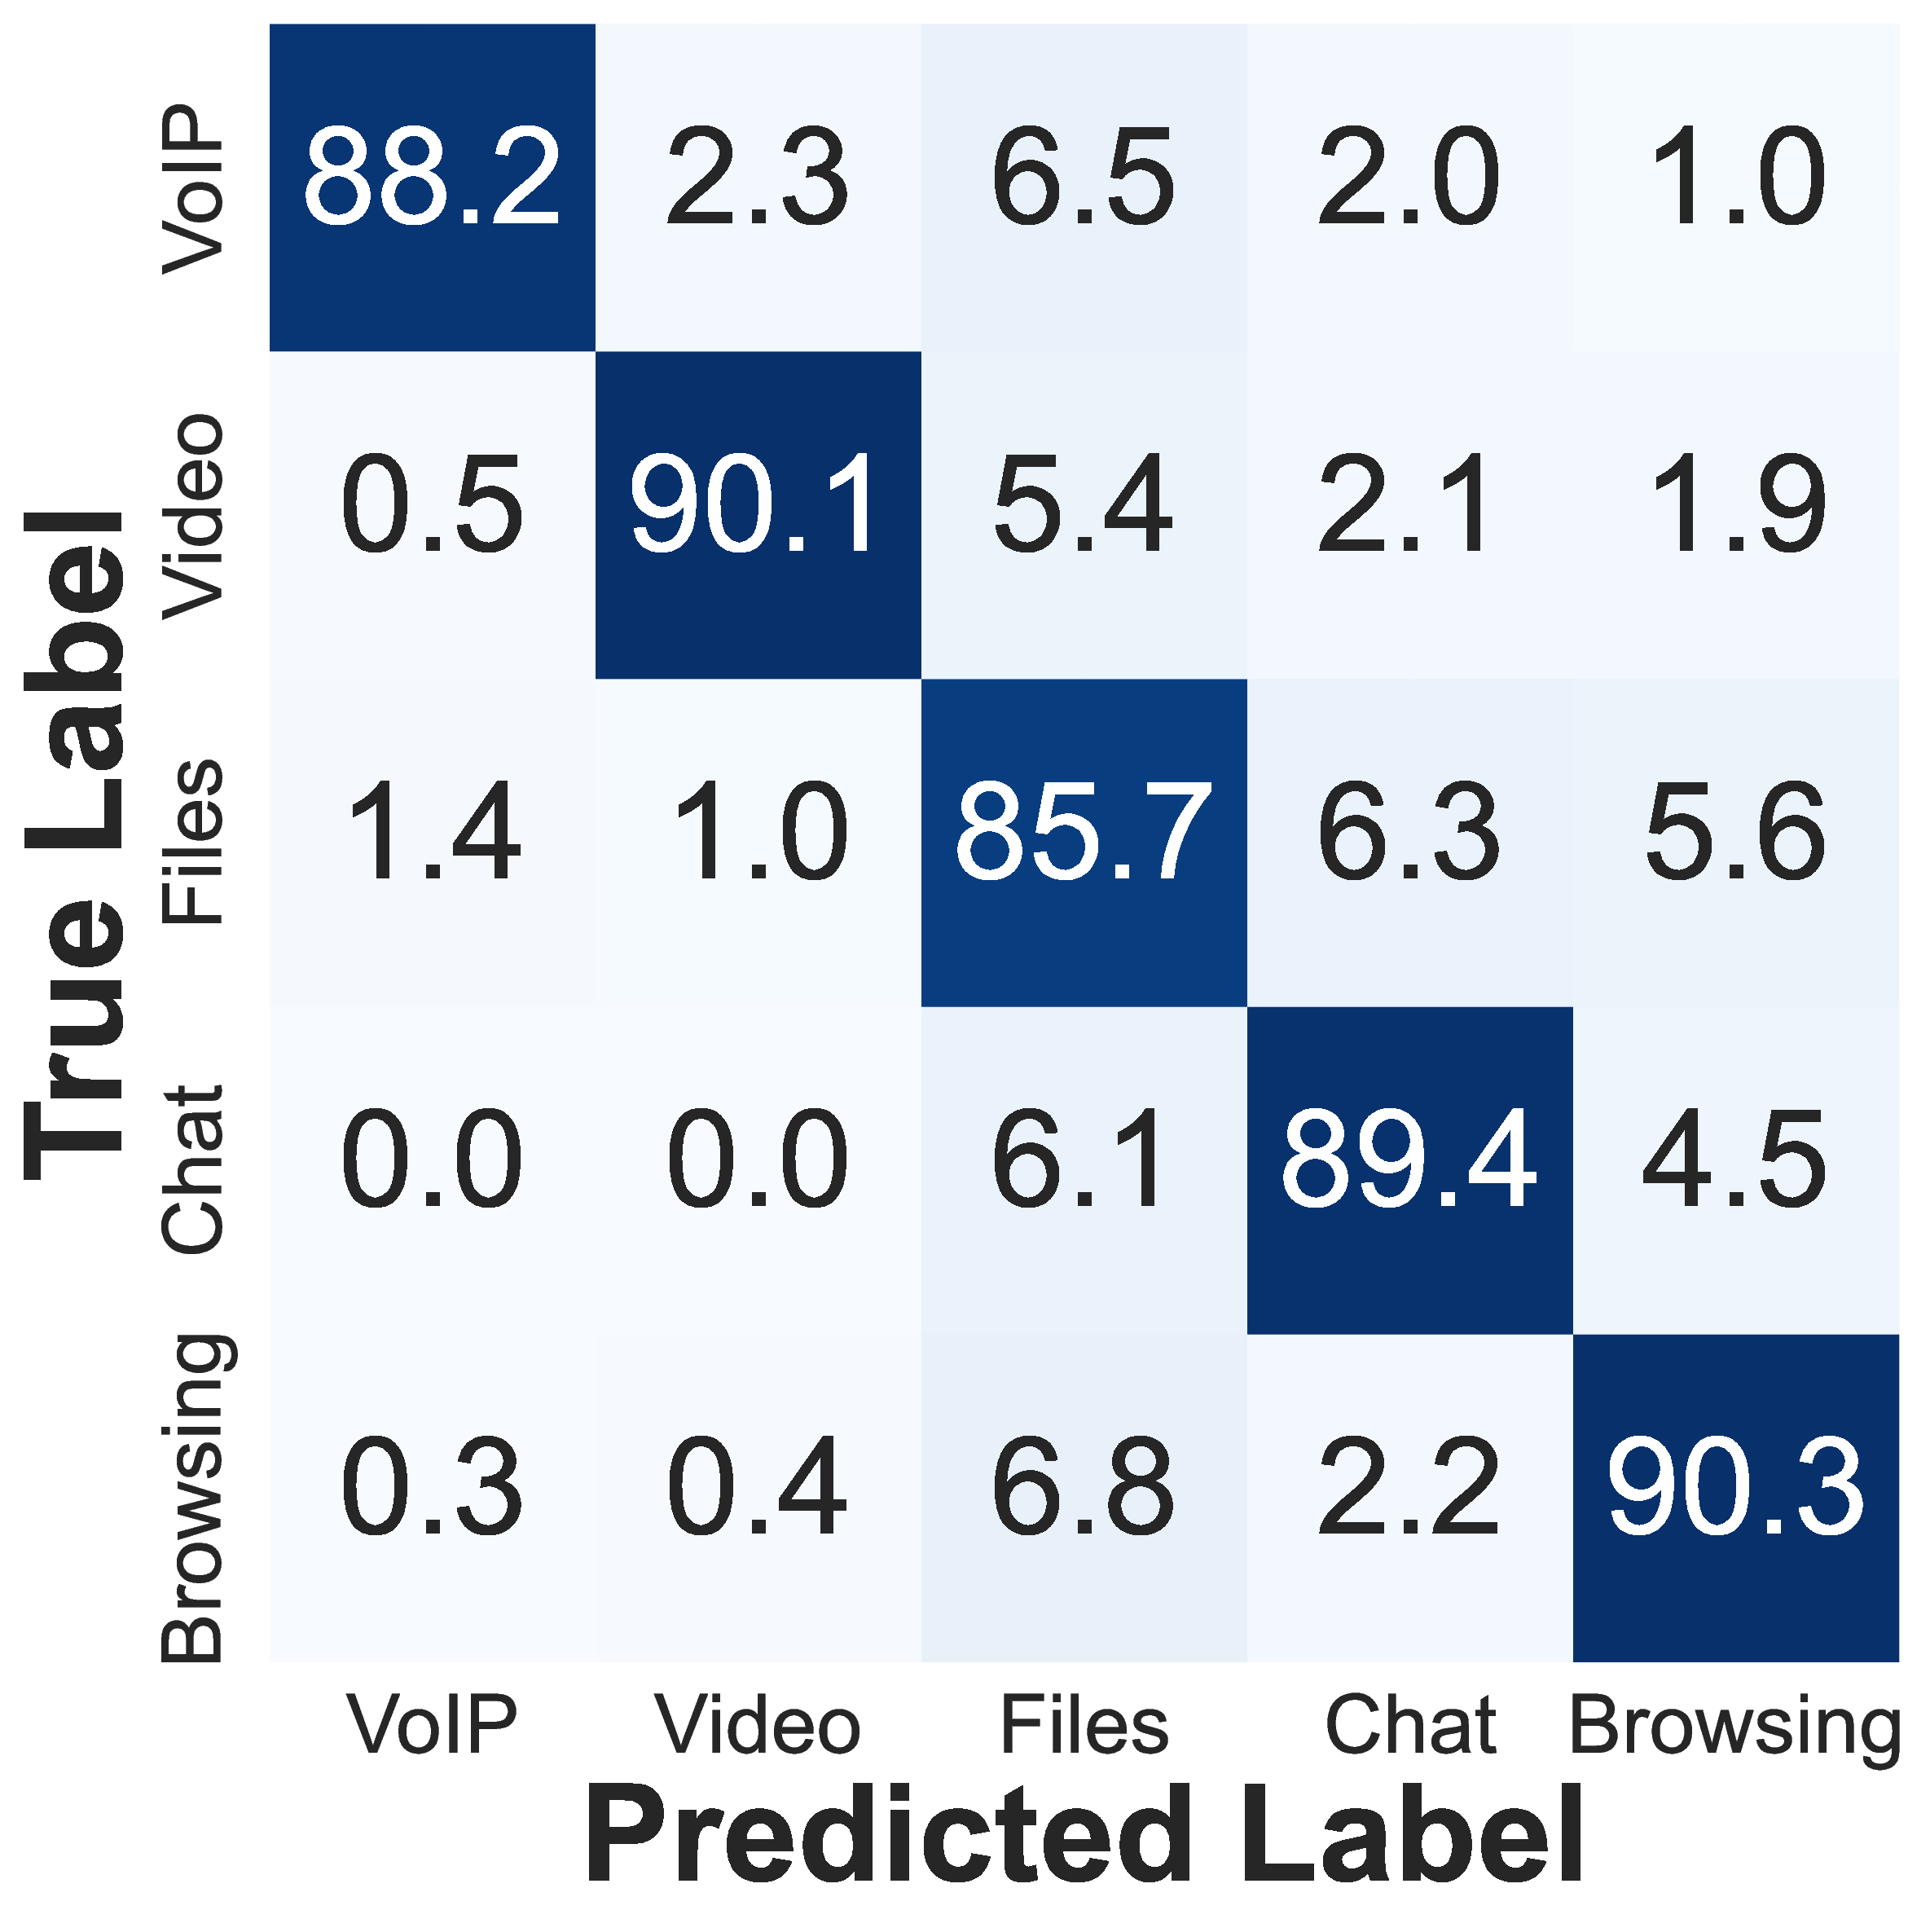 True Label
VoIP 88.2 2.3 6.5 2.0 1.0
Video 0.5 90.1 5.4 2.1 1.9
Files 1.4 1.0 85.7 6.3 5.6
Chat 0.0 0.0 6.1 89.4 4.5
Browsing 0.3 0.4 6.8 2.2 90.3
VoIP Video Files Chat Browsing
Predicted Label